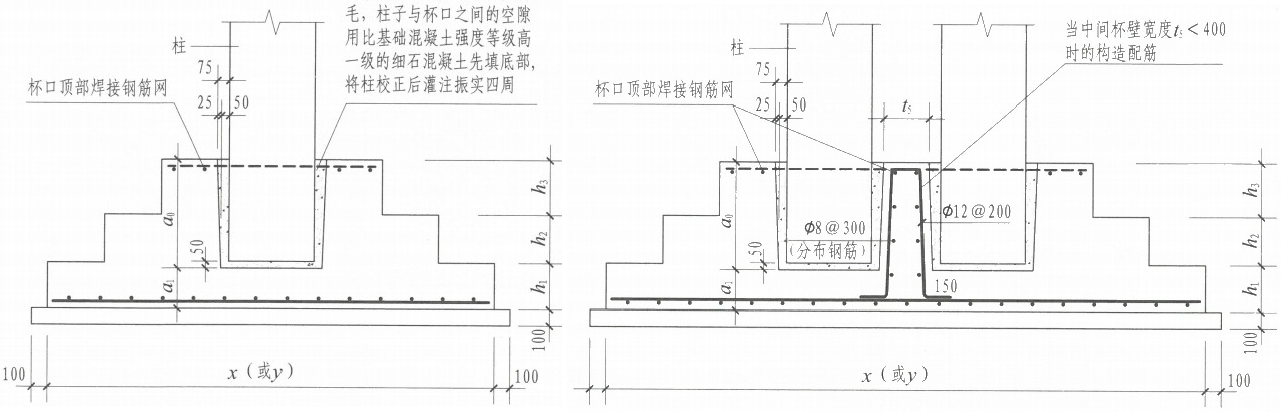 毛，柱子与杯口之间的空隙
用比基础混凝土强度等级高
一级的细石混凝土先填底部，
将柱校正后灌注振实四周
柱
75
杯口顶部焊接钢筋网
25
50
a₀
50
a₁
h₃
h₂
h₁
100
100
x（或y）
100
当中间杯壁宽度t₅＜400
时的构造配筋
柱
75
杯口顶部焊接钢筋网
25
50
t₅
a₀
ϕ8@300
（分布钢筋）
ϕ12@200
50
a₁
150
h₃
h₂
h₁
100
100
x（或y）
100